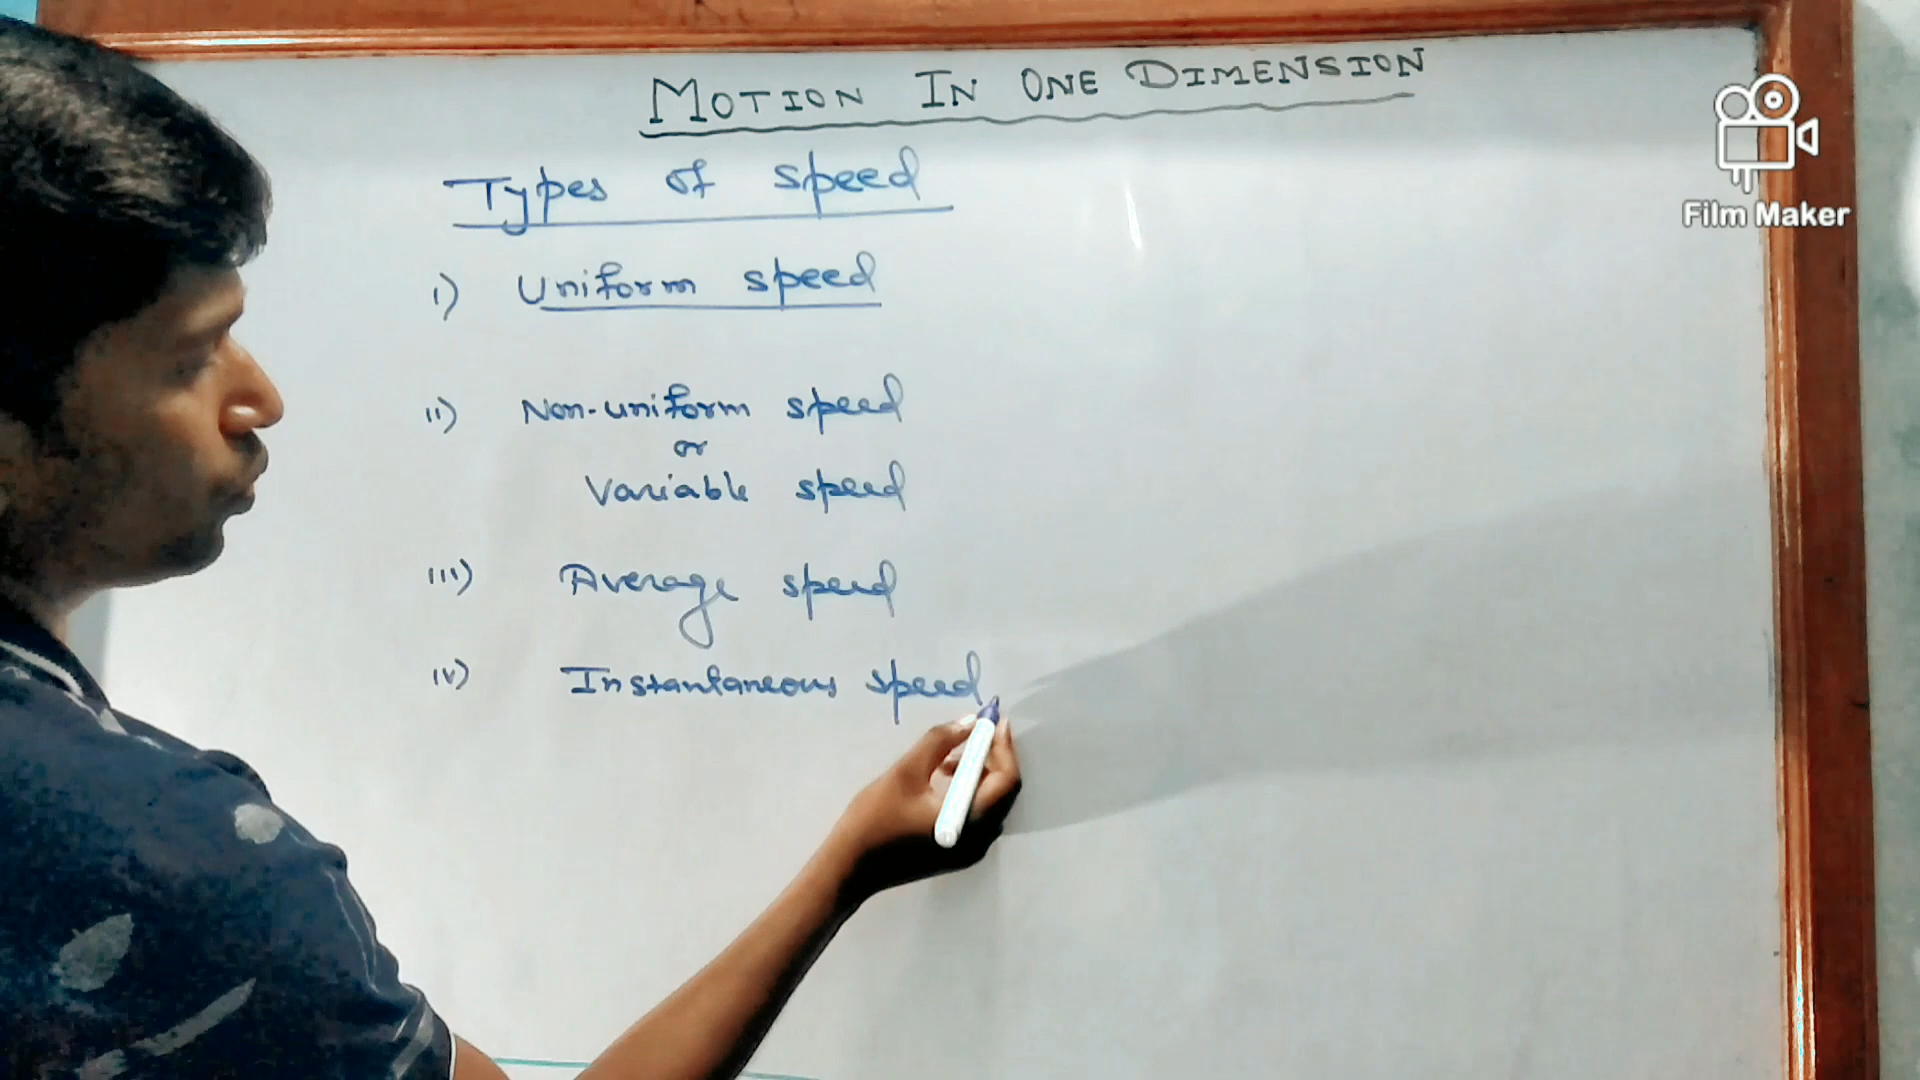 MOTION IN ONE DIMENSION
Types of speed
i) Uniform speed
ii) Non-uniform speed
or
Variable speed
iii) Average speed
iv) Instantaneous speed
Film Maker